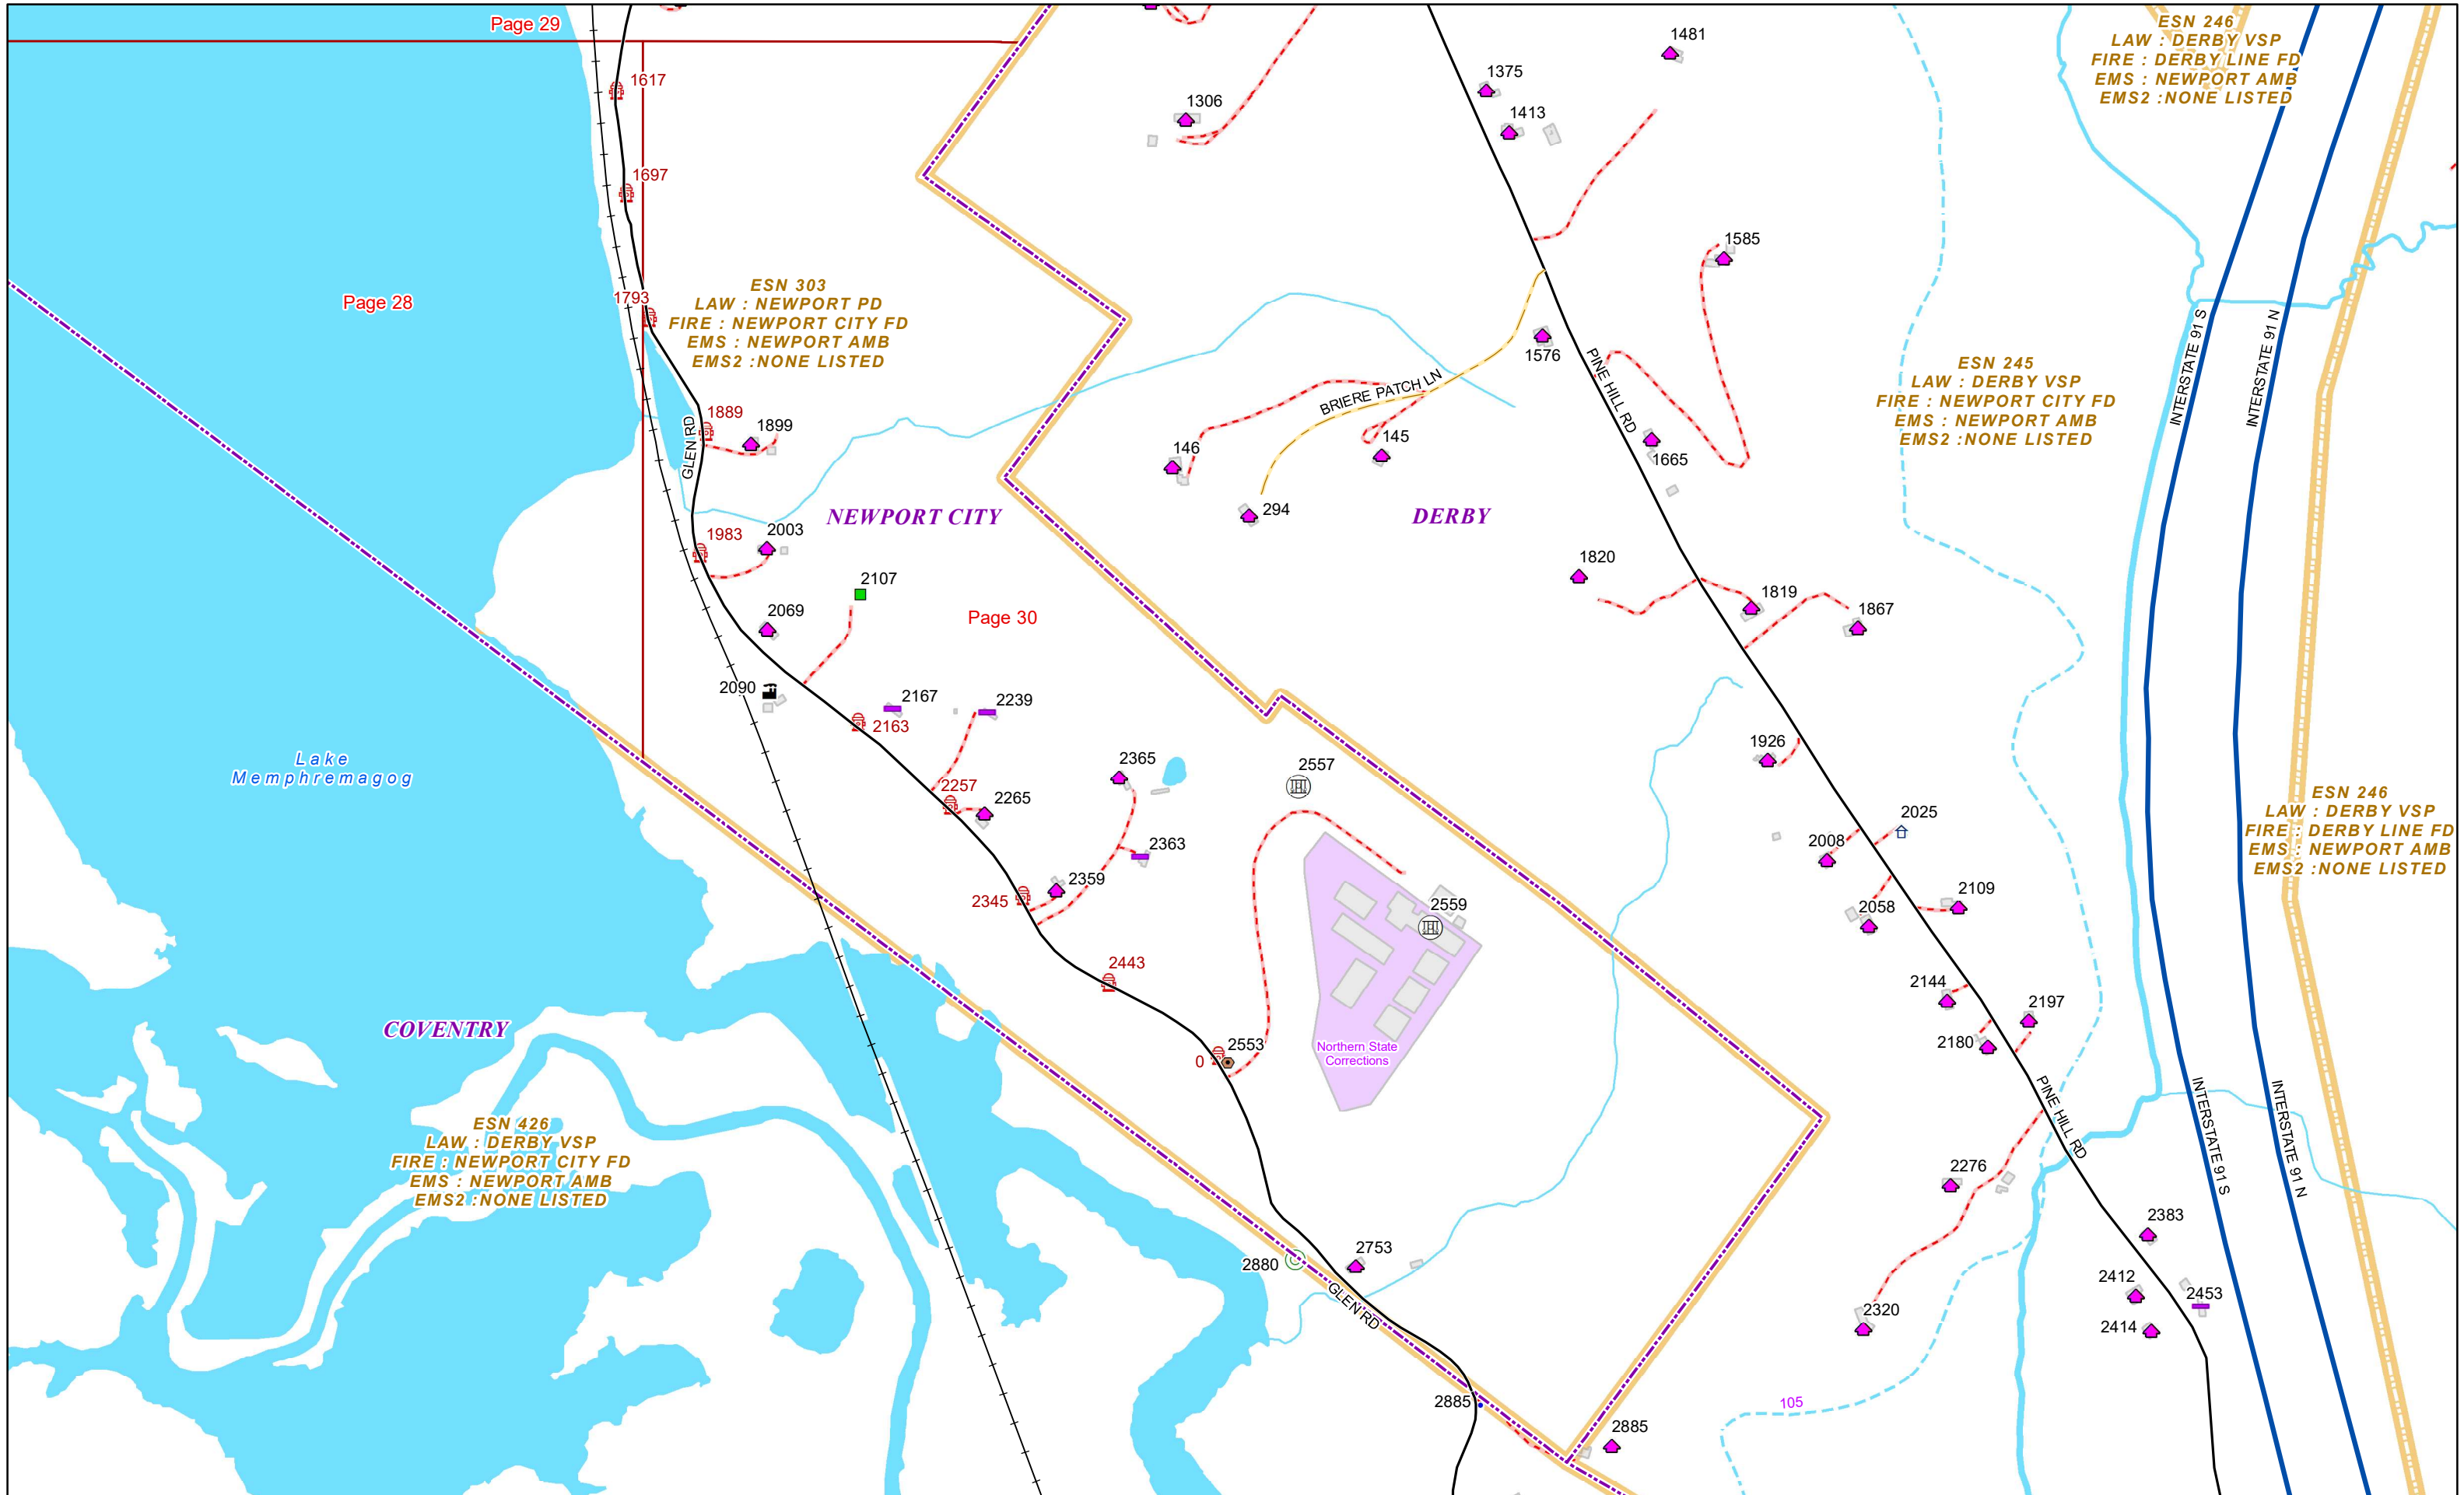 Page 29
ESN 246
LAW : DERBY VSP
FIRE : DERBY LINE FD
EMS : NEWPORT AMB
EMS2 :NONE LISTED
1481
1375
1413
1617
1306
1697
1585
1793
ESN 303
LAW : NEWPORT PD
FIRE : NEWPORT CITY FD
EMS : NEWPORT AMB
EMS2 :NONE LISTED
Page 28
1576
PINE HILL RD
BRIERE PATCH LN
INTERSTATE 91 S
INTERSTATE 91 N
ESN 245
LAW : DERBY VSP
FIRE : NEWPORT CITY FD
EMS : NEWPORT AMB
EMS2 :NONE LISTED
1889
1899
GLEN RD
146
145
1665
294
NEWPORT CITY
DERBY
1983
2003
2107
1820
1819
1867
2069
Page 30
2090
2167
2163
2239
1926
Lake
Memphremagog
2365
2557
2257
2265
2025
2008
ESN 246
LAW : DERBY VSP
FIRE : DERBY LINE FD
EMS : NEWPORT AMB
EMS2 :NONE LISTED
2363
2359
2345
2559
2058
2109
2443
2144
2197
2180
COVENTRY
0
2553
Northern State
Corrections
PINE HILL RD
INTERSTATE 91 S
INTERSTATE 91 N
ESN 426
LAW : DERBY VSP
FIRE : NEWPORT CITY FD
EMS : NEWPORT AMB
EMS2 :NONE LISTED
2276
2383
2753
2880
GLEN RD
2412
2453
2320
2414
2885
105
2885